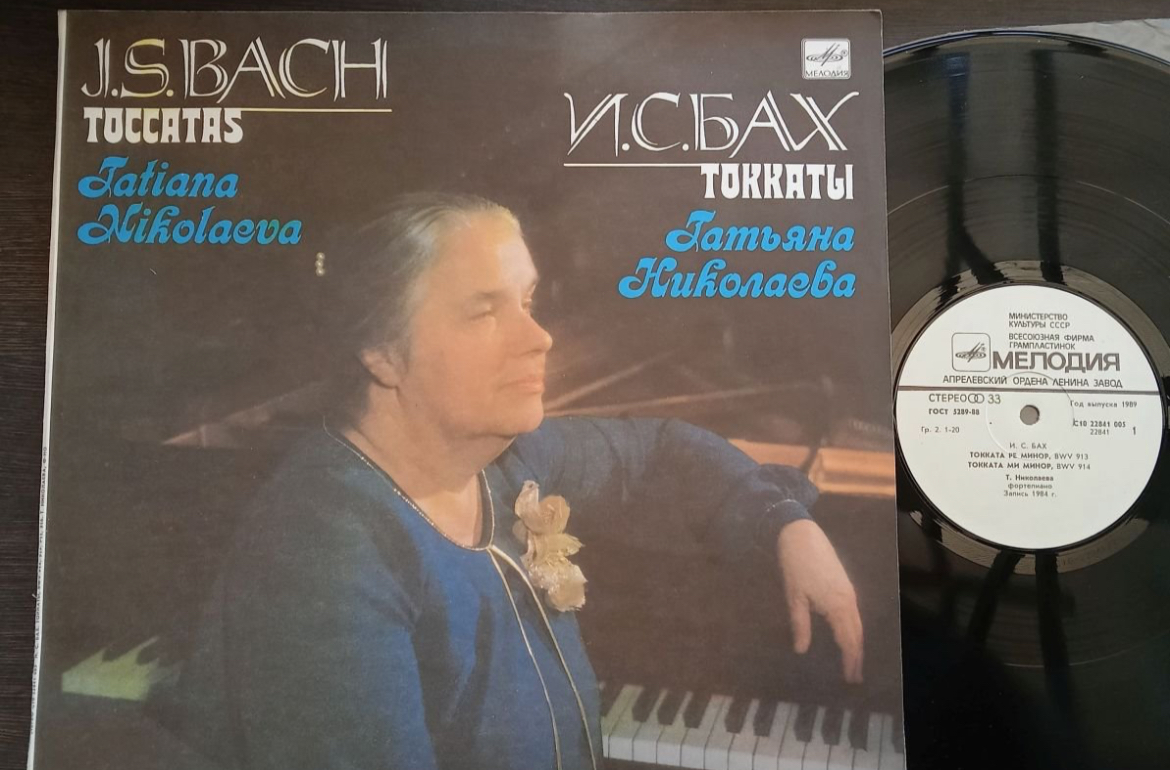 J.S.BACH
TOCCATAS
Tatiana
Nikolaeva
МЕЛОДИЯ
И.С.БАХ
ТОККАТЫ
Татьяна
Николаева
МИНИСТЕРСТВО
КУЛЬТУРЫ СССР
ВСЕСОЮЗНАЯ ФИРМА
ГРАМПЛАСТИНОК
МЕЛОДИЯ
АПРЕЛЕВСКИЙ ОРДЕНА ЛЕНИНА ЗАВОД
СТЕРЕО 33
Год выпуска 1989
ГОСТ 5289-88
С10 22841 005
Гр. 2. 1-20
22841
1
И. С. БАХ
ТОККАТА РЕ МИНОР, BWV 913
ТОККАТА МИ МИНОР, BWV 914
Т. Николаева
фортепиано
Запись 1984 г.